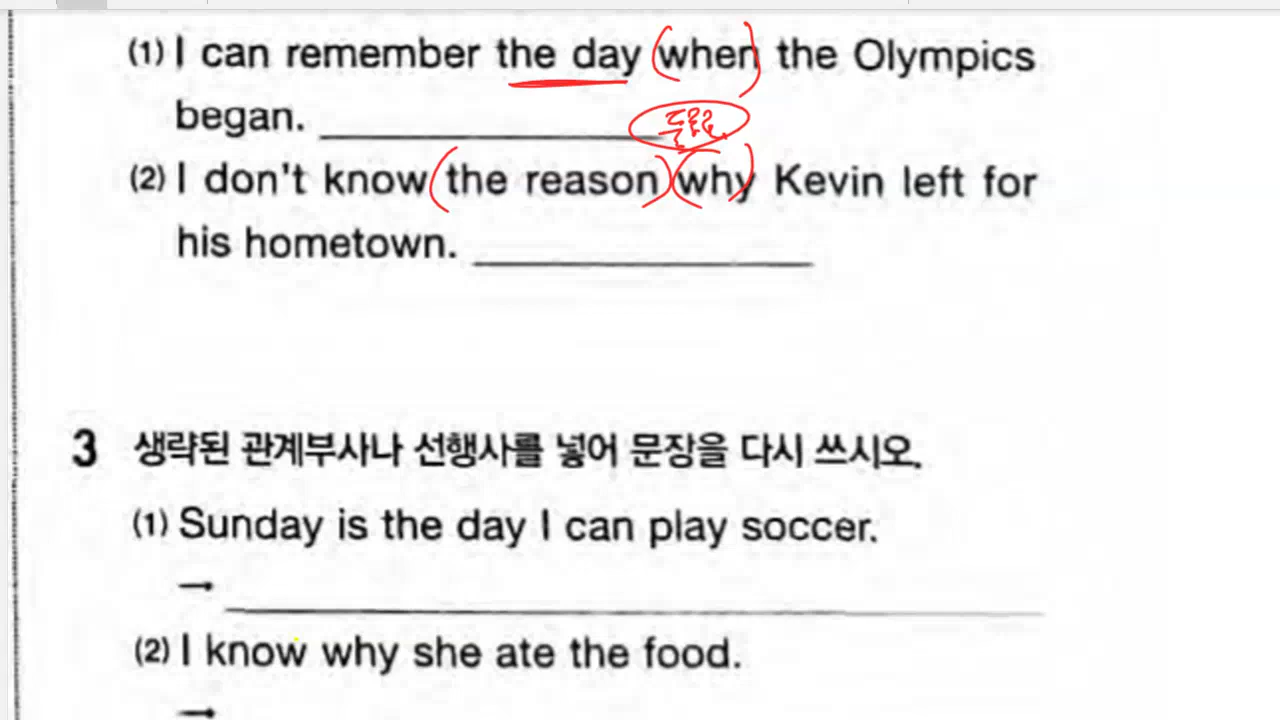 (1) I can remember the day when the Olympics
began.
(2) I don't know the reason why Kevin left for
his hometown.
3 생략된 관계부사나 선행사를 넣어 문장을 다시 쓰시오.
(1) Sunday is the day I can play soccer.
→
(2) I know why she ate the food.
→